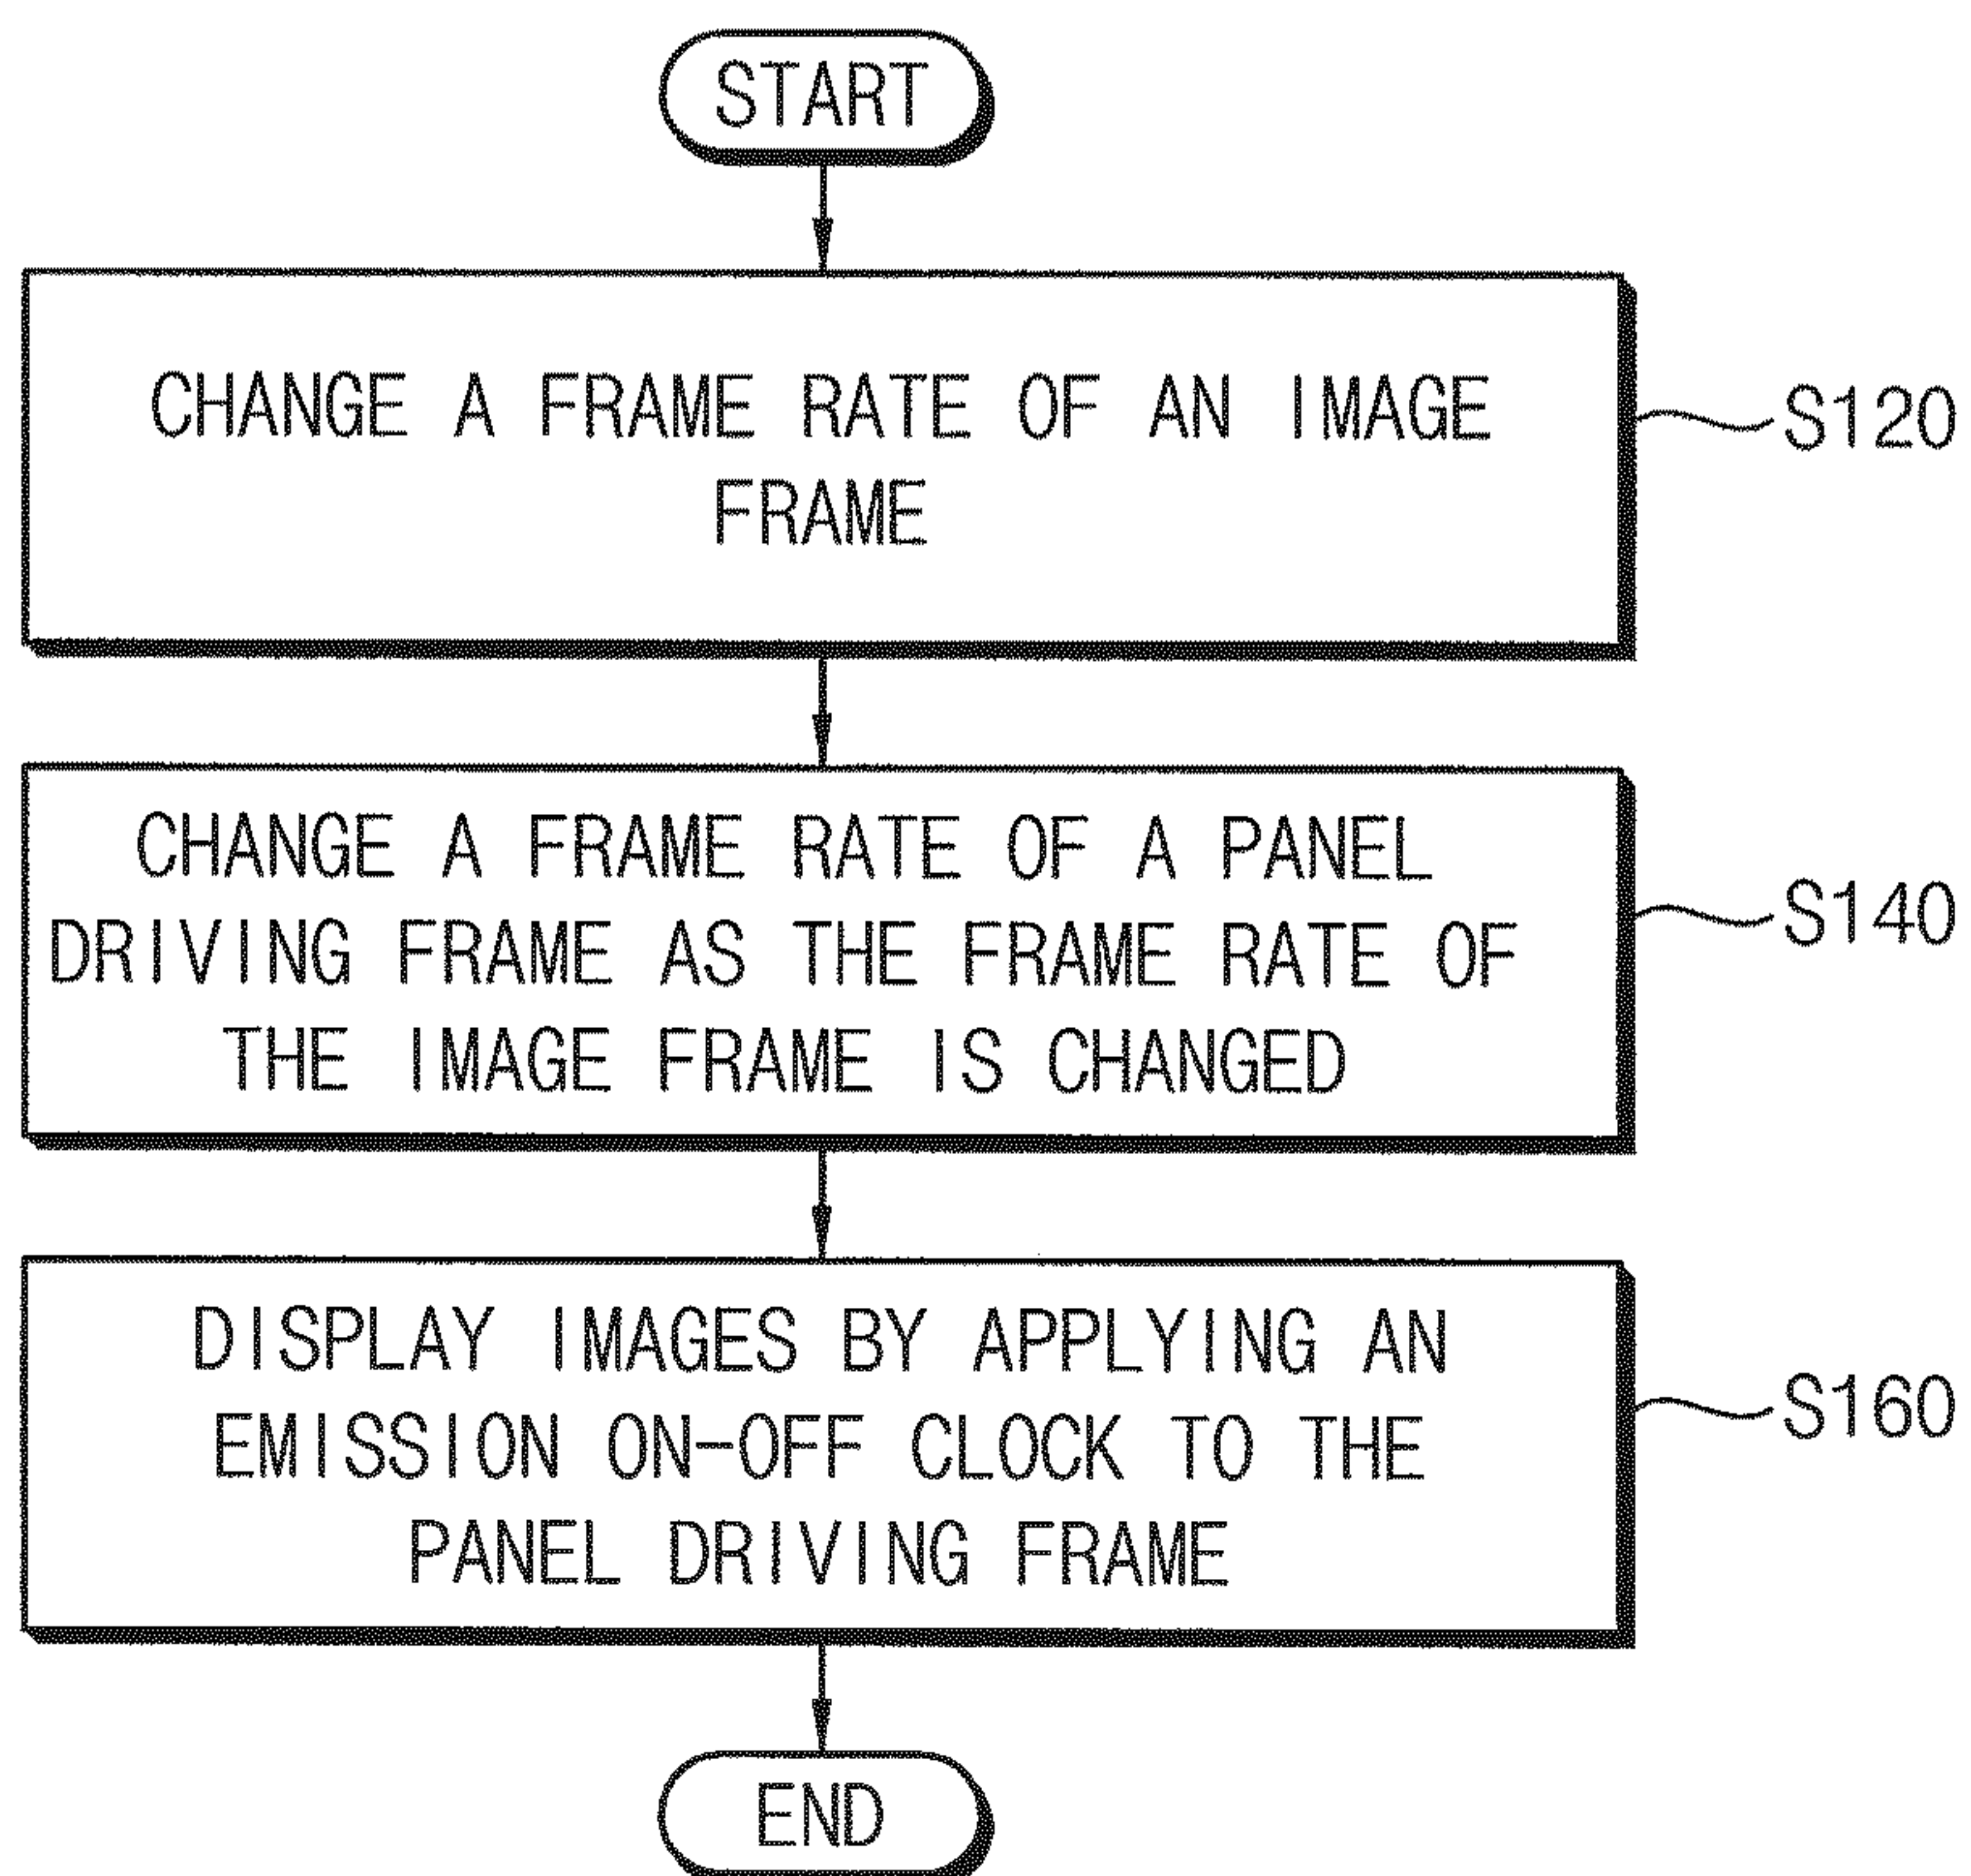 START
CHANGE A FRAME RATE OF AN IMAGE
FRAME
S120
CHANGE A FRAME RATE OF A PANEL
DRIVING FRAME AS THE FRAME RATE OF
THE IMAGE FRAME IS CHANGED
S140
DISPLAY IMAGES BY APPLYING AN
EMISSION ON-OFF CLOCK TO THE
PANEL DRIVING FRAME
S160
END